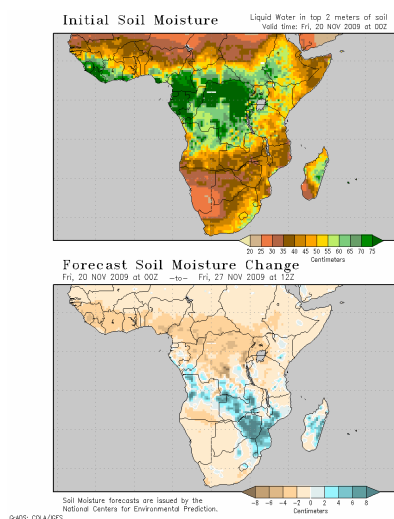 Initial Soil Moisture
Liquid Water in top 2 meters of soil
Valid time: Fri, 20 NOV 2009 at 00Z
20 25 30 35 40 45 50 55 60 65 70 75
Centimeters
Forecast Soil Moisture Change
Fri, 20 NOV 2009 at 00Z -to- Fri, 27 NOV 2009 at 12Z
-8 -6 -4 -2 0 2 4 6 8
Centimeters
Soil Moisture forecasts are issued by the
National Centers for Environmental Prediction.
GrADS: COLA/IGES